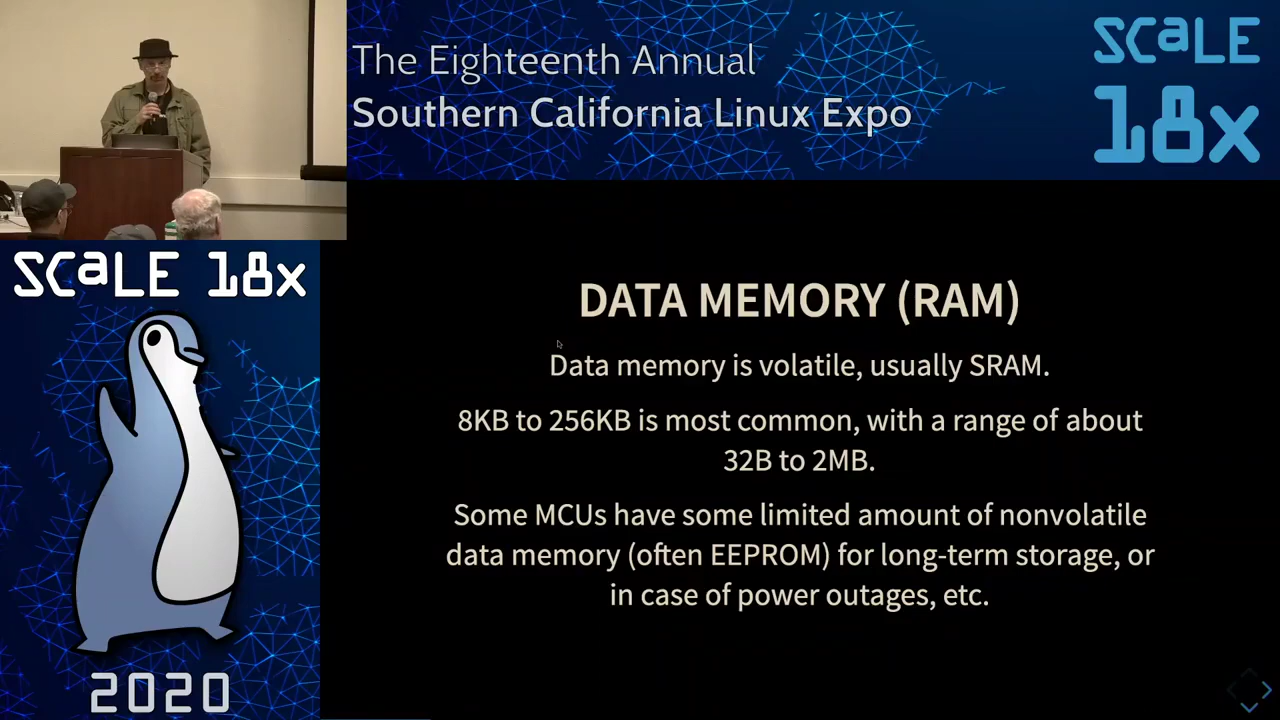 The Eighteenth Annual
Southern California Linux Expo
SCaLE
18x
SCaLE 18x
2020
DATA MEMORY (RAM)
Data memory is volatile, usually SRAM.
8KB to 256KB is most common, with a range of about
32B to 2MB.
Some MCUs have some limited amount of nonvolatile
data memory (often EEPROM) for long-term storage, or
in case of power outages, etc.